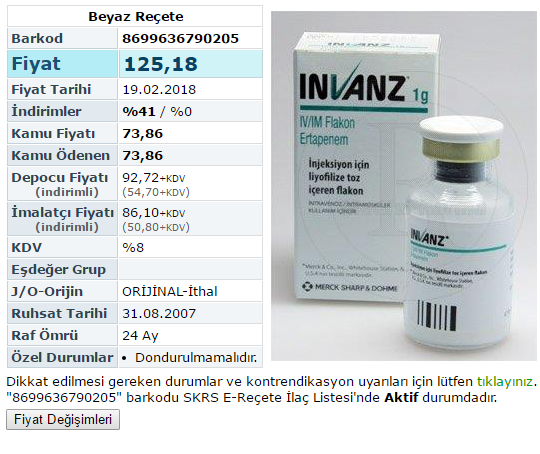 Beyaz Reçete
Barkod 8699636790205
Fiyat 125,18
Fiyat Tarihi 19.02.2018
İndirimler %41 / %0
Kamu Fiyatı 73,86
Kamu Ödenen 73,86
Depocu Fiyatı 92,72+KDV
(indirimli) (54,70+KDV)
İmalatçı Fiyatı 86,10+KDV
(indirimli) (50,80+KDV)
KDV %8
Eşdeğer Grup
J/O-Orijin ORİJİNAL-İthal
Ruhsat Tarihi 31.08.2007
Raf Ömrü 24 Ay
Özel Durumlar • Dondurulmamalıdır.
INVANZ® 1g
IV/IM Flakon
Ertapenem
İnjeksiyon için
liyofilize toz
içeren flakon
INTRAVENÖZ / INTRAMÜSKÜLER
KULLANIM İÇİNDİR
MERCK SHARP & DOHME
INVANZ®
Dikkat edilmesi gereken durumlar ve kontrendikasyon uyarıları için lütfen tıklayınız.
"8699636790205" barkodu SKRS E-Reçete İlaç Listesi'nde Aktif durumdadır.
Fiyat Değişimleri